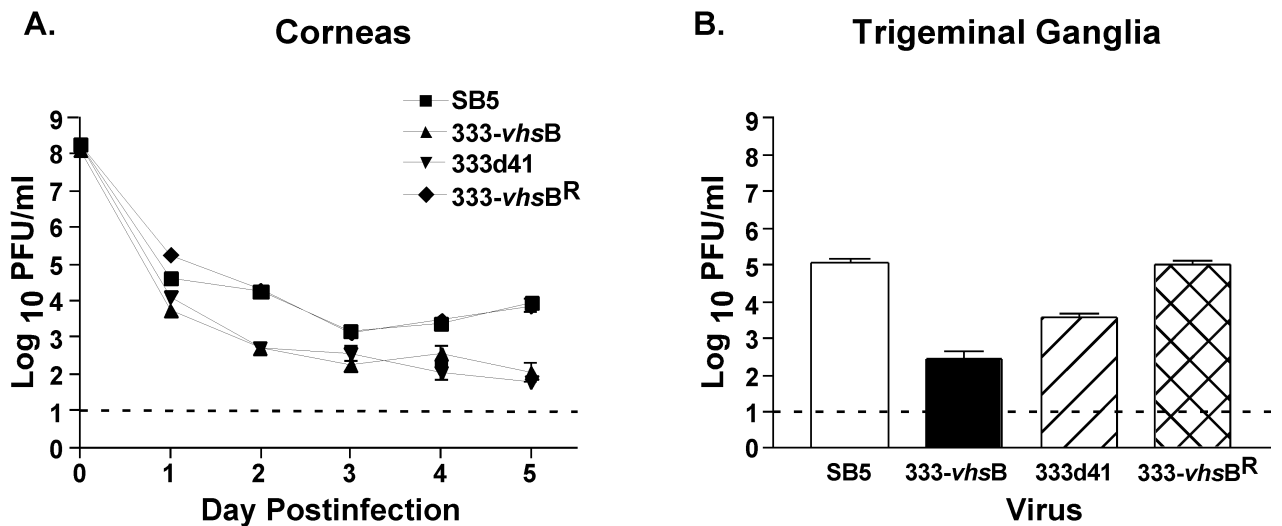 A.
Corneas
SB5
333-vhsB
333d41
333-vhsBR
Log 10 PFU/ml
9
8
7
6
5
4
3
2
1
0
0 1 2 3 4 5
Day Postinfection
B.
Trigeminal Ganglia
Log 10 PFU/ml
9
8
7
6
5
4
3
2
1
0
SB5 333-vhsB 333d41 333-vhsBR
Virus